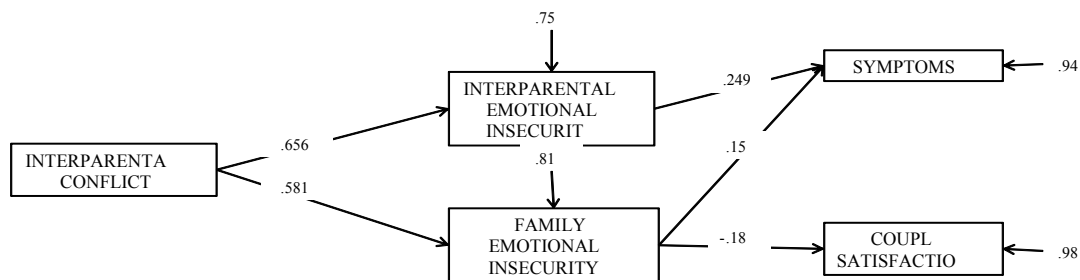 .75
SYMPTOMS
.94
INTERPARENTAL
EMOTIONAL
INSECURIT
.249
.656
INTERPARENTA
CONFLICT
.81
.15
.581
FAMILY
EMOTIONAL
INSECURITY
-.18
COUPL
SATISFACTIO
.98